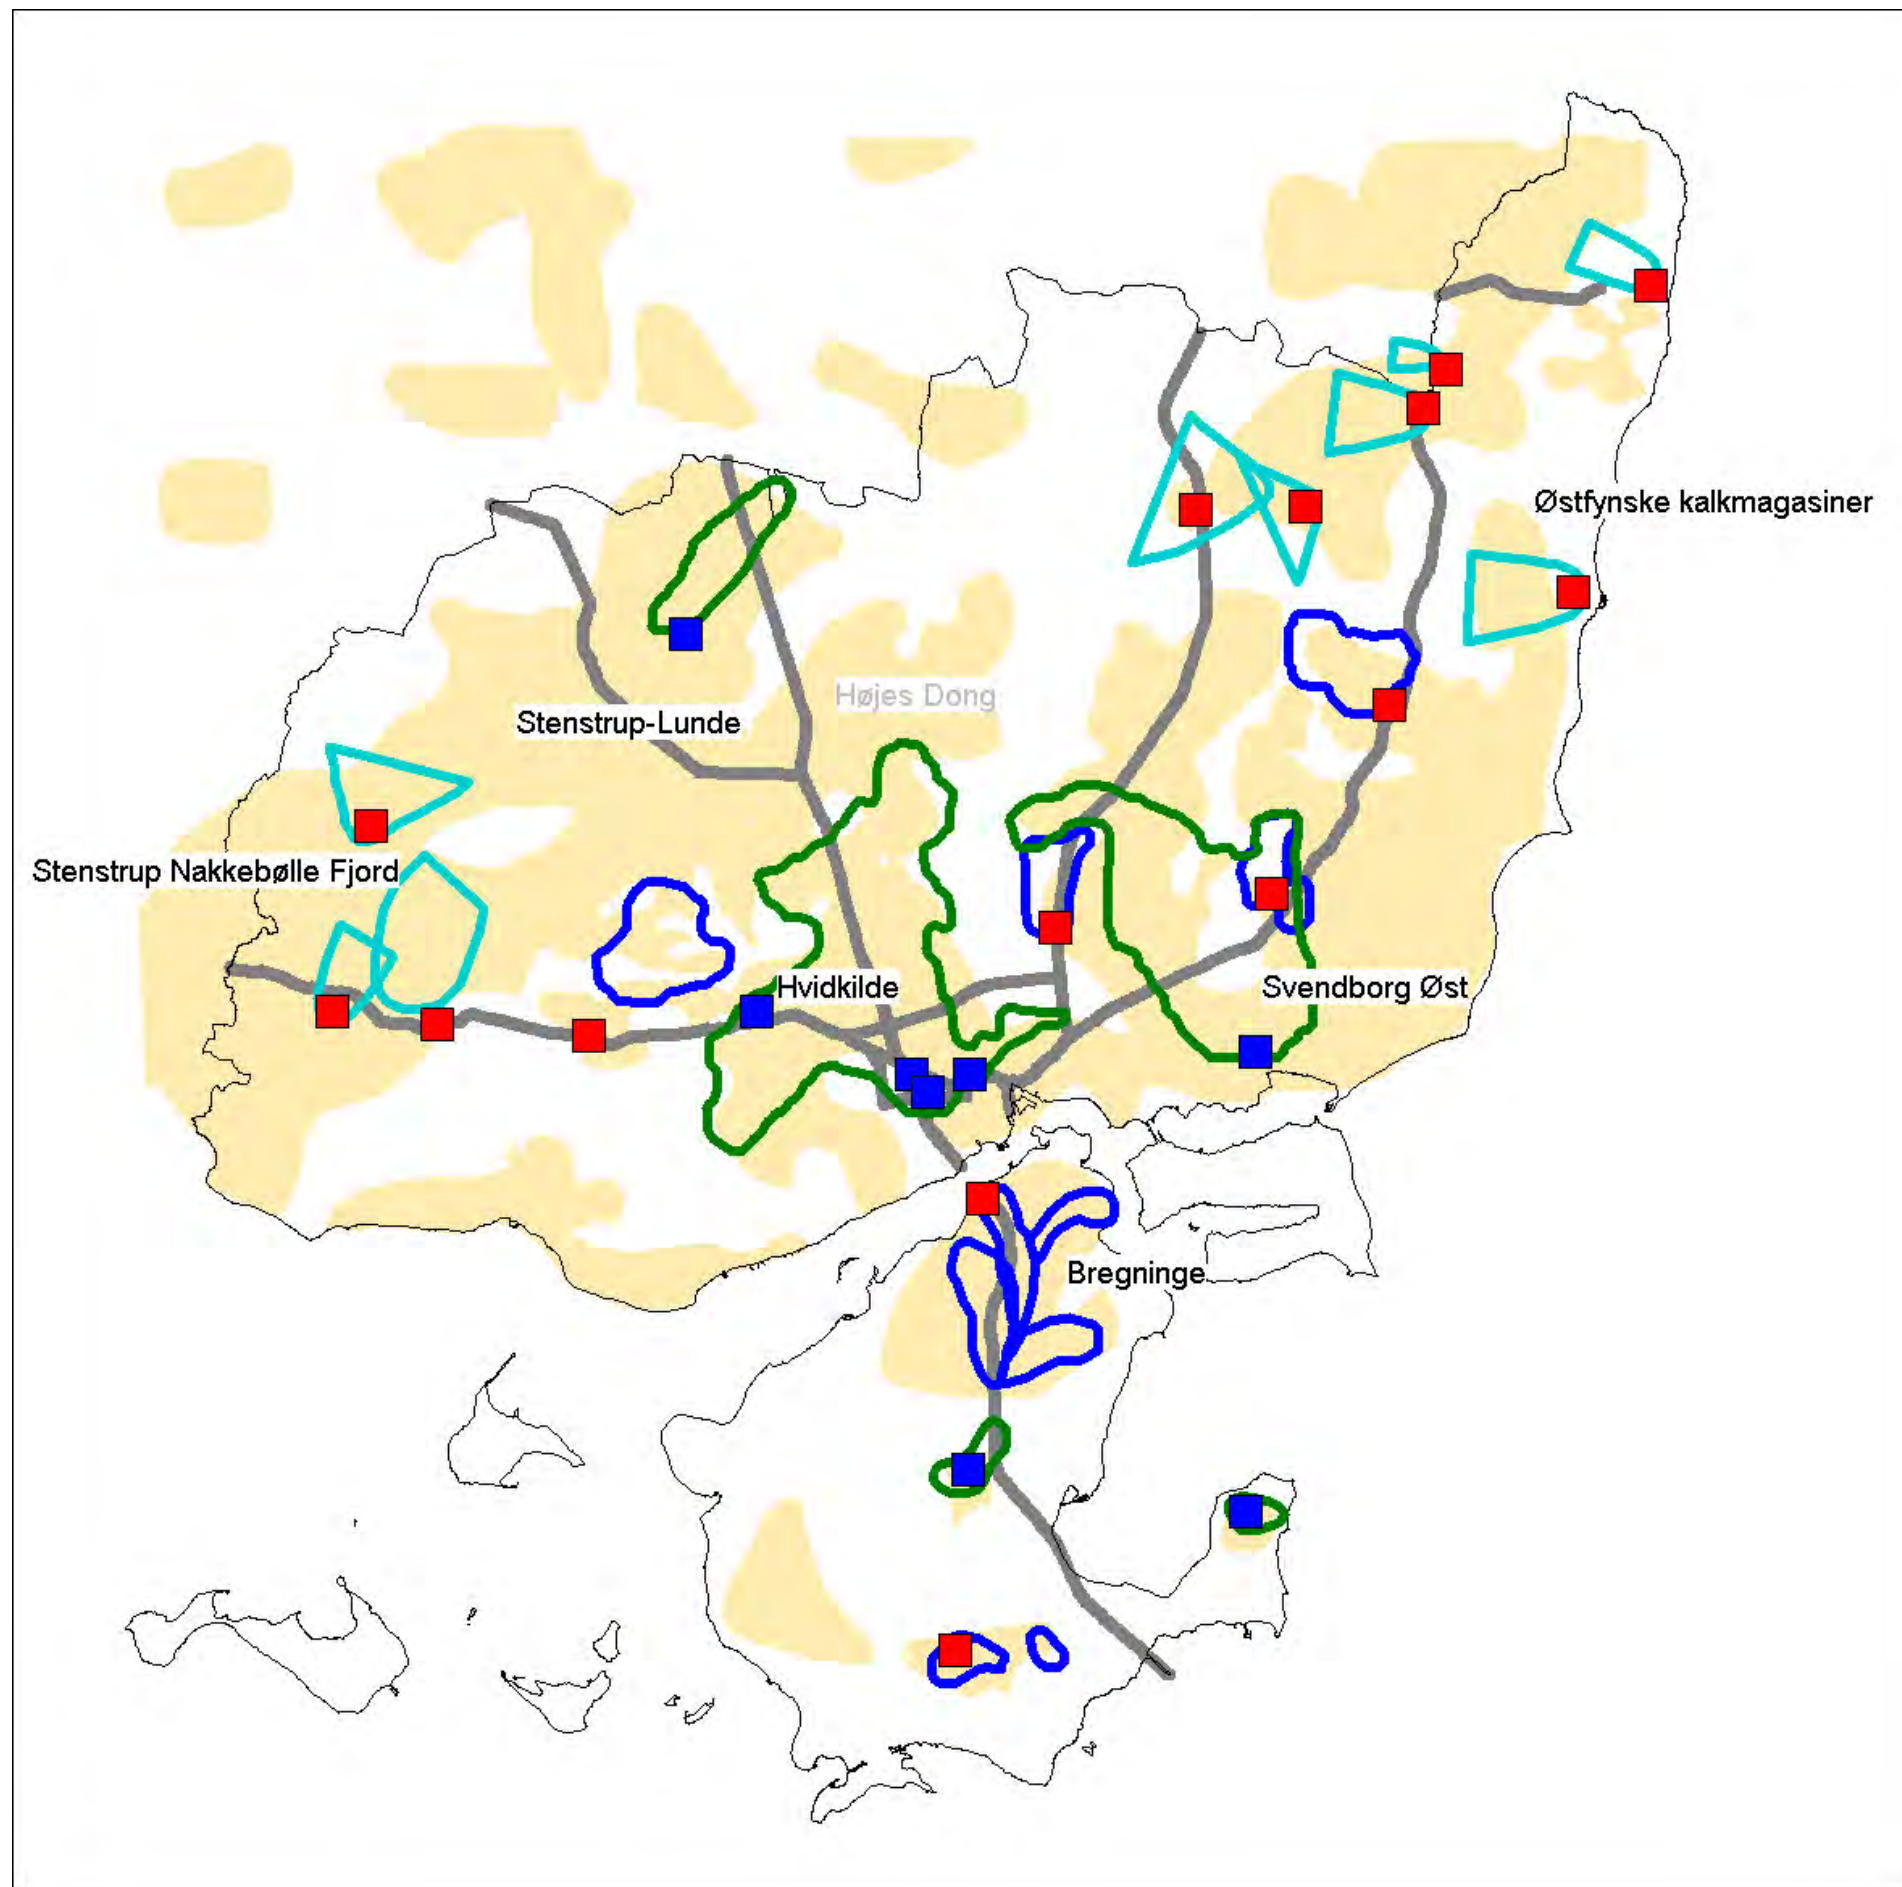 Østfynske kalkmagasiner
Højes Dong
Stenstrup-Lunde
Stenstrup Nakkebølle Fjord
Hvidkilde
Svendborg Øst
Bregninge